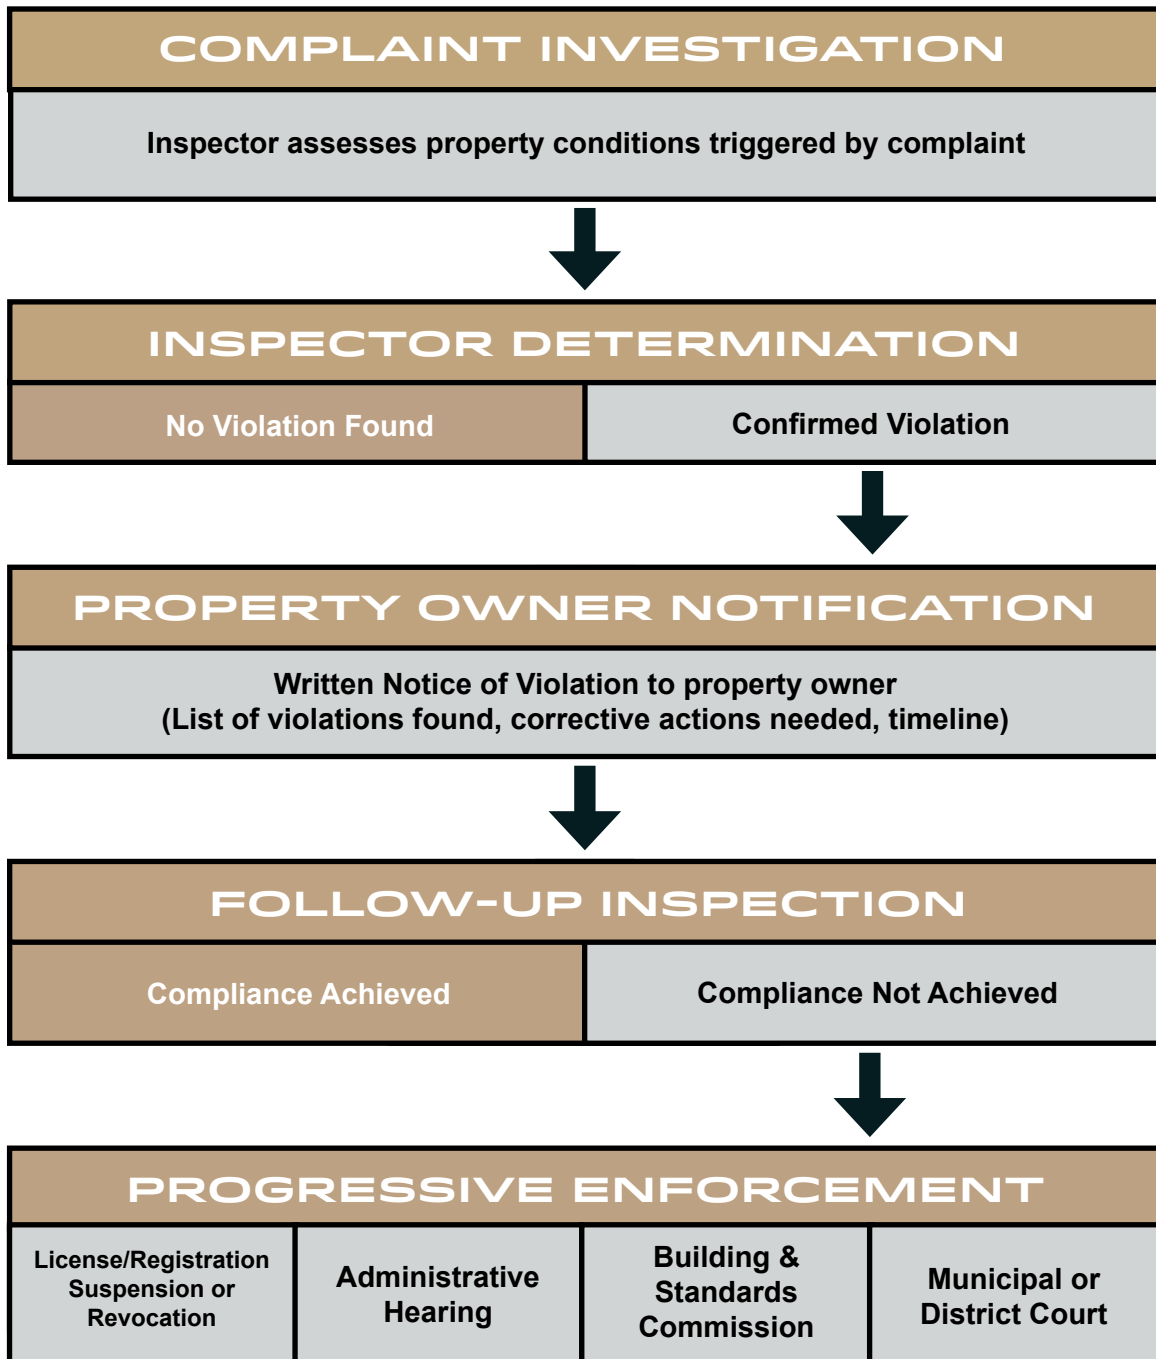 COMPLAINT INVESTIGATION
Inspector assesses property conditions triggered by complaint
INSPECTOR DETERMINATION
No Violation Found
Confirmed Violation
PROPERTY OWNER NOTIFICATION
Written Notice of Violation to property owner
(List of violations found, corrective actions needed, timeline)
FOLLOW-UP INSPECTION
Compliance Achieved
Compliance Not Achieved
PROGRESSIVE ENFORCEMENT
License/Registration
Suspension or
Revocation
Administrative
Hearing
Building &
Standards
Commission
Municipal or
District Court